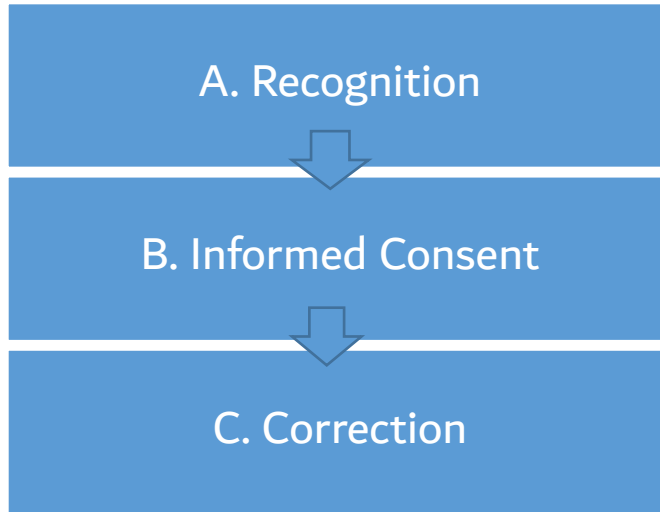 A. Recognition
B. Informed Consent
C. Correction